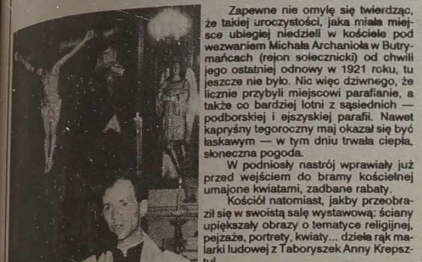 Zapewne nie omylę się twierdząc,
że takiej uroczystości, jaka miała miej-
sce ubiegłej niedzieli w kościele pod
wezwaniem Michała Archanioła w Butry-
mańcach (rejon solecznicki) od chwili
jego ostatniej odnowy w 1921 roku, tu
jeszcze nie było. Nic więc dziwnego, że
licznie przybyli miejscowi parafianie, a
także co bardziej lotni z sąsiednich —
podborskiej i ejszyskiej parafii. Nawet
kapryśny tegoroczny maj okazał się być
łaskawym — w tym dniu trwała ciepła,
słoneczna pogoda.
W podniosły nastrój wprawiały już
przed wejściem do bramy kościelnej
umajone kwiatami, zadbane rabaty.
Kościół natomiast, jakby przeobra-
ził się w swoistą salę wystawową: ściany
upiększały obrazy o tematyce religijnej,
pejzaże, portrety, kwiaty... dzieła rąk ma-
larki ludowej z Taboryszek Anny Krepsz-
tul